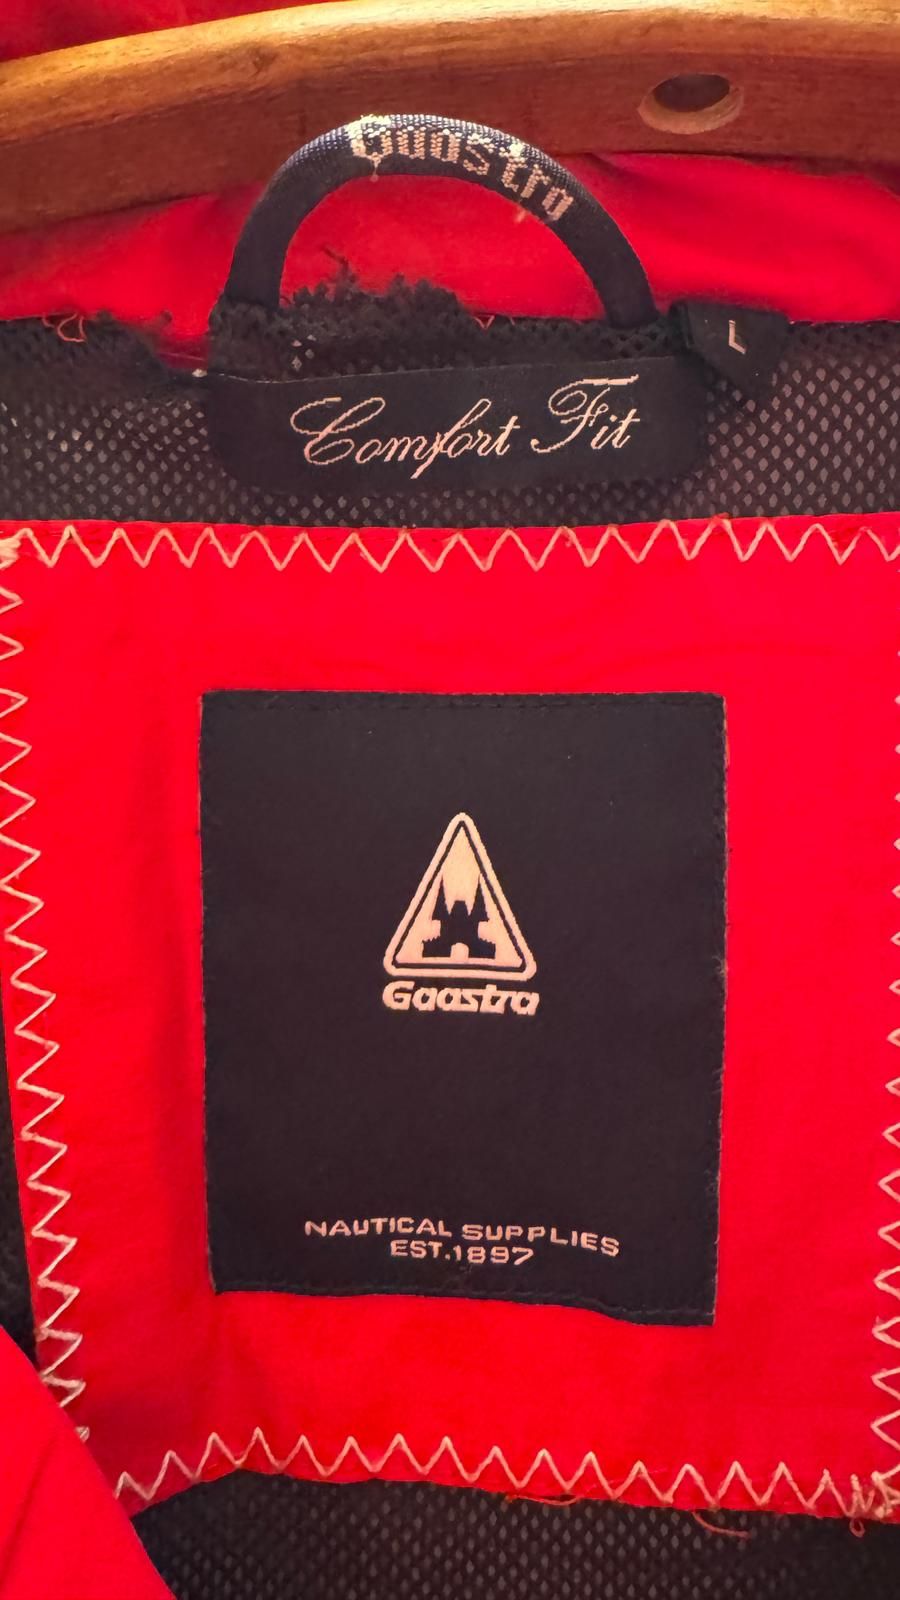 Gaastra
L
Comfort Fit
Gaastra
NAUTICAL SUPPLIES
EST.1897